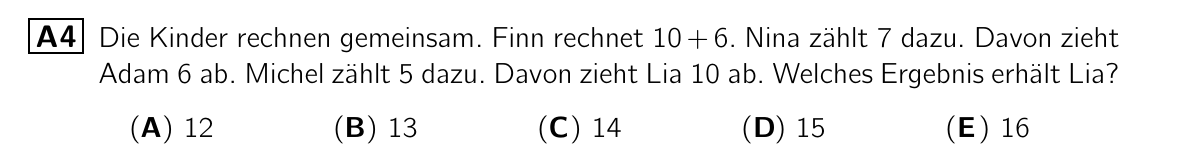 A4 Die Kinder rechnen gemeinsam. Finn rechnet 10 + 6. Nina zählt 7 dazu. Davon zieht
Adam 6 ab. Michel zählt 5 dazu. Davon zieht Lia 10 ab. Welches Ergebnis erhält Lia?
(A) 12 (B) 13 (C) 14 (D) 15 (E) 16